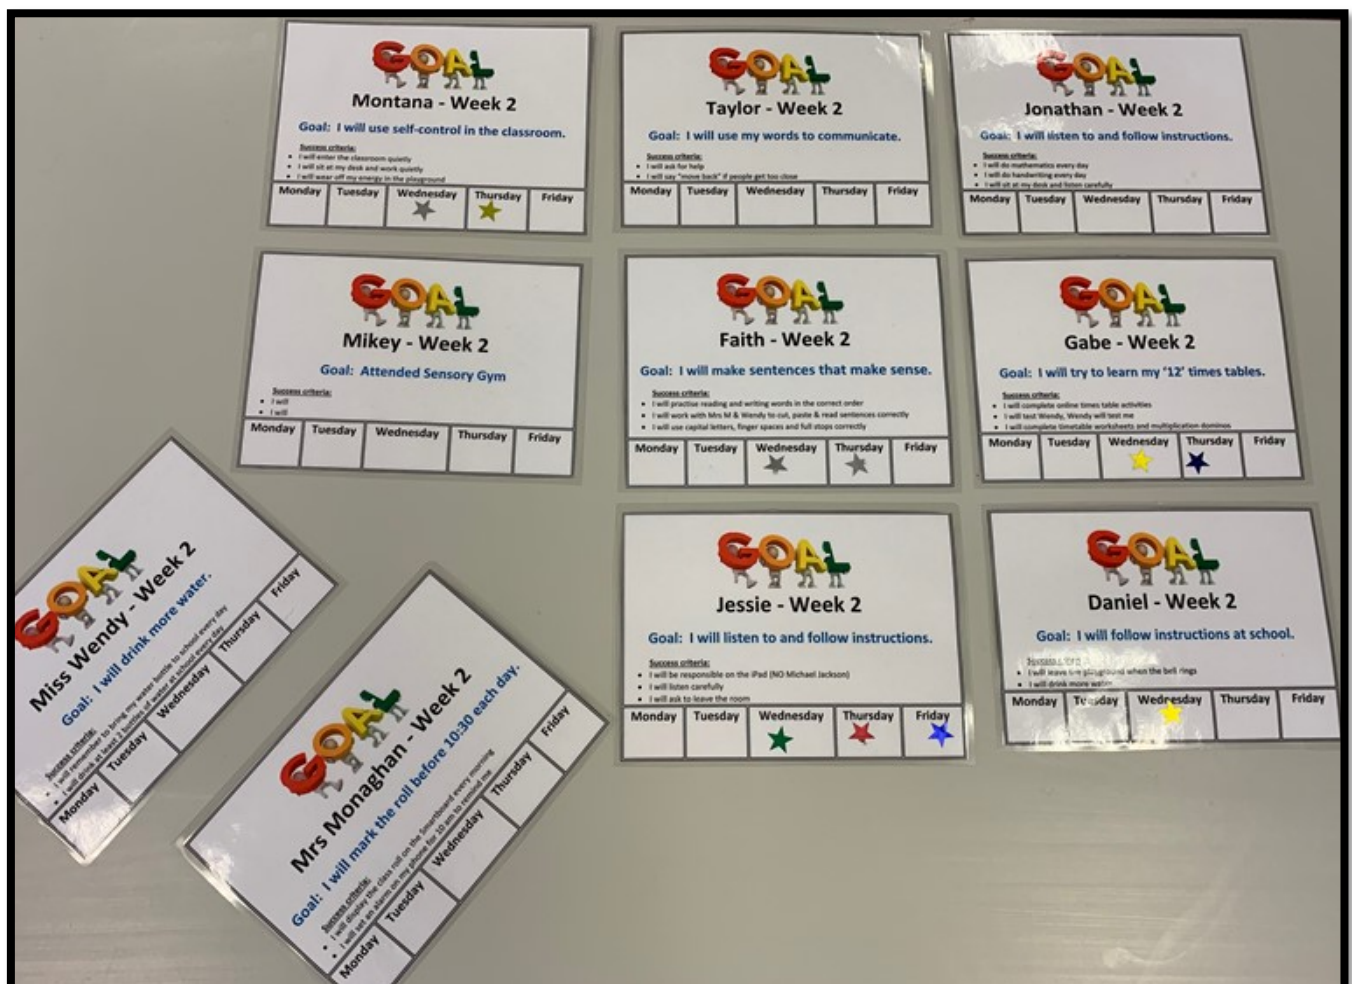 GOAL
Montana - Week 2
Goal: I will use self-control in the classroom.
Success criteria:
• I will enter the classroom quietly
• I will sit at my desk and work quietly
• I will wear off my energy in the playground
Monday Tuesday Wednesday Thursday Friday
GOAL
Taylor - Week 2
Goal: I will use my words to communicate.
Success criteria:
• I will ask for help
• I will say "move back" if people get too close
Monday Tuesday Wednesday Thursday Friday
GOAL
Jonathan - Week 2
Goal: I will listen to and follow instructions.
Success criteria:
• I will do mathematics every day
• I will do handwriting every day
• I will sit at my desk and listen carefully
Monday Tuesday Wednesday Thursday Friday
GOAL
Mikey - Week 2
Goal: Attended Sensory Gym
Success criteria:
• I will
• I will
Monday Tuesday Wednesday Thursday Friday
GOAL
Faith - Week 2
Goal: I will make sentences that make sense.
Success criteria:
• I will practise reading and writing words in the correct order
• I will work with Mrs M & Wendy to cut, paste & read sentences correctly
• I will use capital letters, finger spaces and full stops correctly
Monday Tuesday Wednesday Thursday Friday
GOAL
Gabe - Week 2
Goal: I will try to learn my '12' times tables.
Success criteria:
• I will complete online times table activities
• I will test Wendy, Wendy will test me
• I will complete timetable worksheets and multiplication dominos
Monday Tuesday Wednesday Thursday Friday
GOAL
Miss Wendy - Week 2
Goal: I will drink more water.
Success criteria:
• I will remember to bring my water bottle to school every day
• I will drink at least 2 bottles of water at school every day
Monday Tuesday Wednesday Thursday Friday
GOAL
Mrs Monaghan - Week 2
Goal: I will mark the roll before 10:30 each day.
Success criteria:
• I will display the class roll on the Smartboard every morning
• I will set an alarm on my phone for 10 am to remind me
Monday Tuesday Wednesday Thursday Friday
GOAL
Jessie - Week 2
Goal: I will listen to and follow instructions.
Success criteria:
• I will be responsible on the iPad (NO Michael Jackson)
• I will listen carefully
• I will ask to leave the room
Monday Tuesday Wednesday Thursday Friday
GOAL
Daniel - Week 2
Goal: I will follow instructions at school.
Success criteria:
• I will leave the playground when the bell rings
• I will drink more water
Monday Tuesday Wednesday Thursday Friday